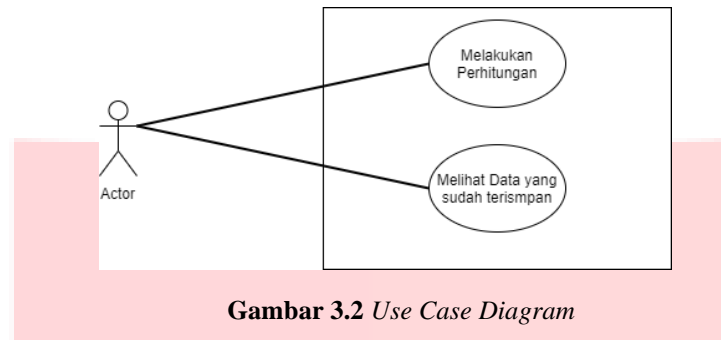 Melakukan
Perhitungan
Actor
Melihat Data yang
sudah terismpan
Gambar 3.2 Use Case Diagram